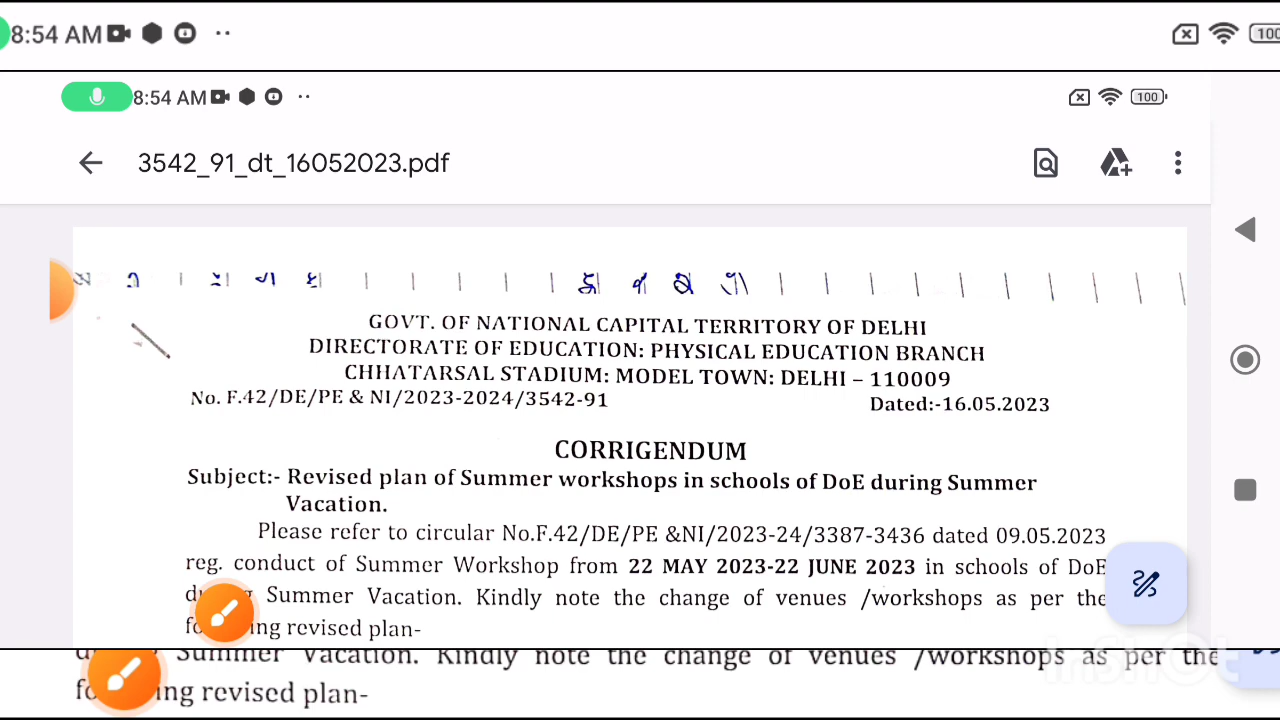 8:54 AM
100
8:54 AM
100
3542_91_dt_16052023.pdf
GOVT. OF NATIONAL CAPITAL TERRITORY OF DELHI
DIRECTORATE OF EDUCATION: PHYSICAL EDUCATION BRANCH
CHHATARSAL STADIUM: MODEL TOWN: DELHI – 110009
No. F.42/DE/PE & NI/2023-2024/3542-91 Dated:-16.05.2023
CORRIGENDUM
Subject:- Revised plan of Summer workshops in schools of DoE during Summer
Vacation.
Please refer to circular No.F.42/DE/PE &NI/2023-24/3387-3436 dated 09.05.2023
reg. conduct of Summer Workshop from 22 MAY 2023-22 JUNE 2023 in schools of DoE
Summer Vacation. Kindly note the change of venues /workshops as per the
ing revised plan-
Summer Vacation. Kindly note the change of venues /workshops as per the
ing revised plan-
InShot